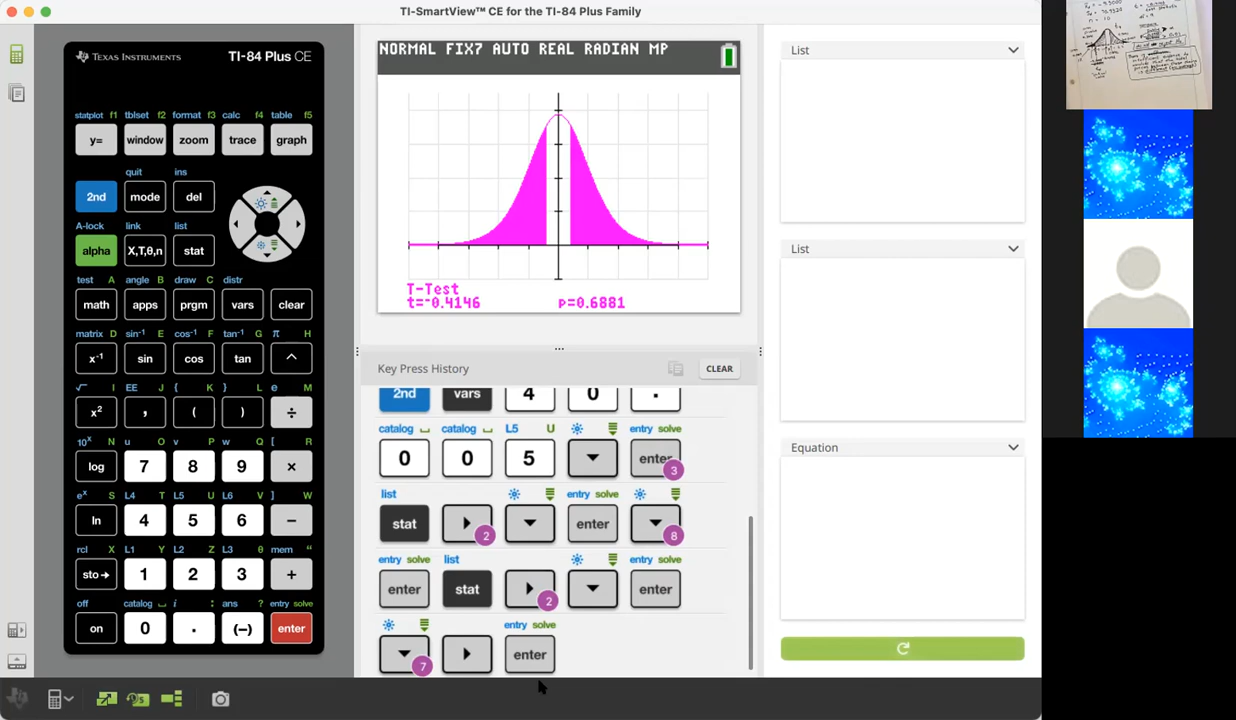 TI-SmartView™ CE for the TI-84 Plus Family
TEXAS INSTRUMENTS TI-84 Plus CE
statplot f1 tblset f2 format f3 calc f4 table f5
y= window zoom trace graph
quit ins
2nd mode del
A-lock link list
alpha X,T,θ,n stat
test A angle B draw C distr
math apps prgm vars clear
matrix D sin⁻¹ E cos⁻¹ F tan⁻¹ G π H
x⁻¹ sin cos tan ^
√ I EE J { K } L e M
x² , ( ) ÷
10ˣ N u O v P w Q [ R
log 7 8 9 ×
eˣ S L4 T L5 U L6 V ] W
ln 4 5 6 −
rcl X L1 Y L2 Z L3 θ mem “
sto→ 1 2 3 +
off catalog ⎵ i : ans ? entry solve
on 0 . (−) enter
NORMAL FIX7 AUTO REAL RADIAN MP
T-Test
t=-0.4146 p=0.6881
Key Press History CLEAR
2nd vars 4 0 .
catalog ⎵ catalog ⎵ L5 U entry solve
0 0 5 enter 3
list entry solve
stat 2 enter 8
entry solve list entry solve
enter stat 2 enter
entry solve
7 enter
List
List
Equation